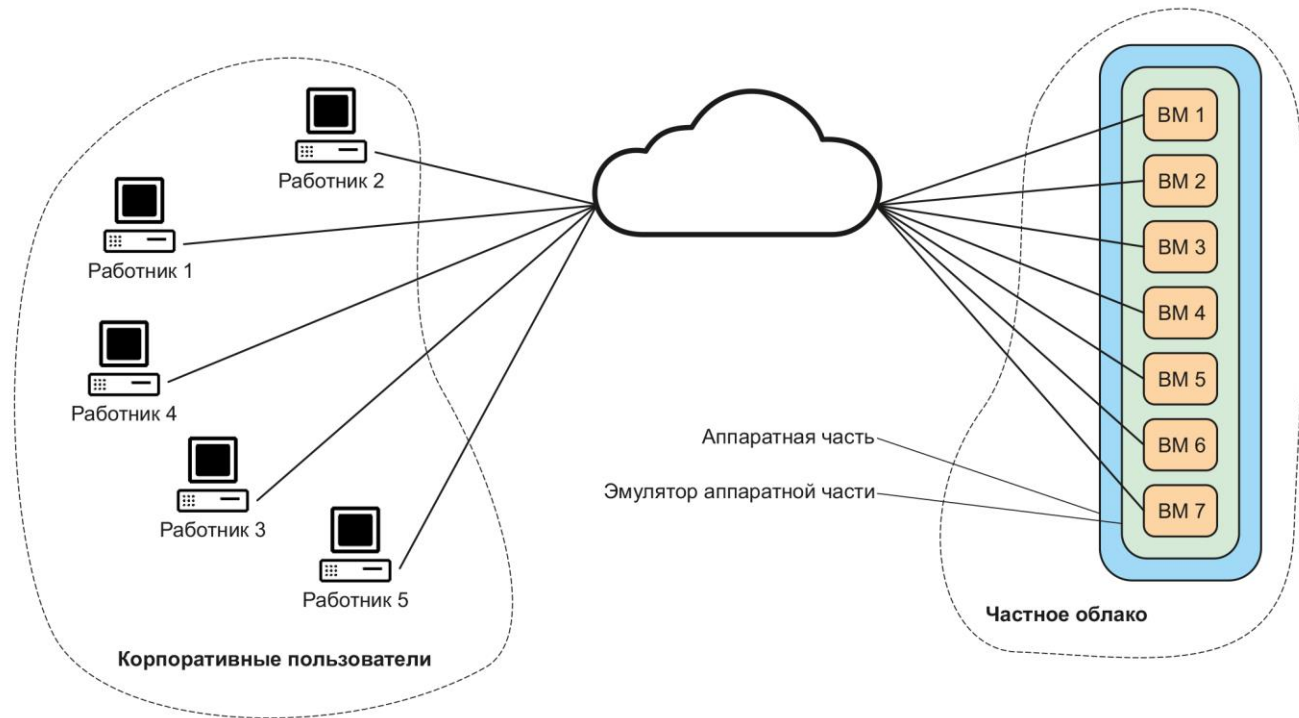 Работник 2
Работник 1
Работник 4
Работник 3
Работник 5
Корпоративные пользователи
Аппаратная часть
Эмулятор аппаратной части
ВМ 1
ВМ 2
ВМ 3
ВМ 4
ВМ 5
ВМ 6
ВМ 7
Частное облако